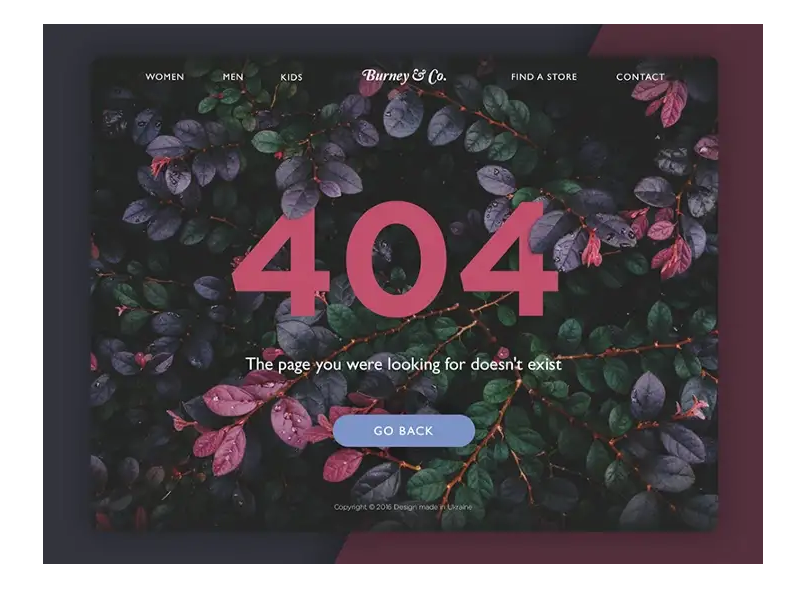 WOMEN MEN KIDS Burney & Co. FIND A STORE CONTACT
404
The page you were looking for doesn't exist
GO BACK
Copyright © 2016 Design made in Ukraine